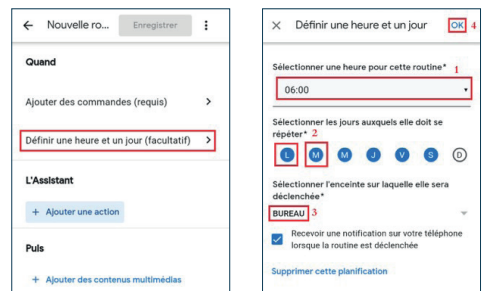 ← Nouvelle ro... Enregistrer
Quand
Ajouter des commandes (requis) >
Définir une heure et un jour (facultatif) >
L'Assistant
+ Ajouter une action
Puis
+ Ajouter des contenus multimédias
× Définir une heure et un jour OK 4
Sélectionner une heure pour cette routine* 1
06:00
Sélectionner les jours auxquels elle doit se
répéter* 2
L M M J V S D
Sélectionner l'enceinte sur laquelle elle sera
déclenchée*
BUREAU 3
Recevoir une notification sur votre téléphone
lorsque la routine est déclenchée
Supprimer cette planification